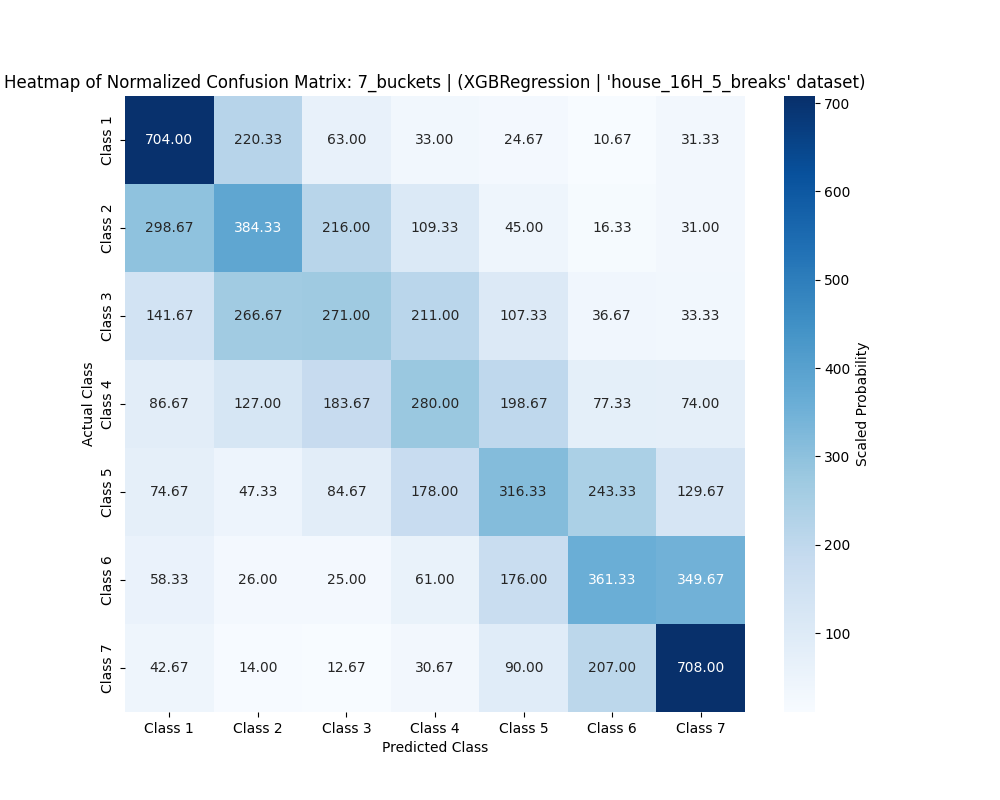 Heatmap of Normalized Confusion Matrix: 7_buckets | (XGBRegression | 'house_16H_5_breaks' dataset)
Actual Class
Class 1 704.00 220.33 63.00 33.00 24.67 10.67 31.33
Class 2 298.67 384.33 216.00 109.33 45.00 16.33 31.00
Class 3 141.67 266.67 271.00 211.00 107.33 36.67 33.33
Class 4 86.67 127.00 183.67 280.00 198.67 77.33 74.00
Class 5 74.67 47.33 84.67 178.00 316.33 243.33 129.67
Class 6 58.33 26.00 25.00 61.00 176.00 361.33 349.67
Class 7 42.67 14.00 12.67 30.67 90.00 207.00 708.00
Class 1 Class 2 Class 3 Class 4 Class 5 Class 6 Class 7
Predicted Class
700
600
500
400
300
200
100
Scaled Probability